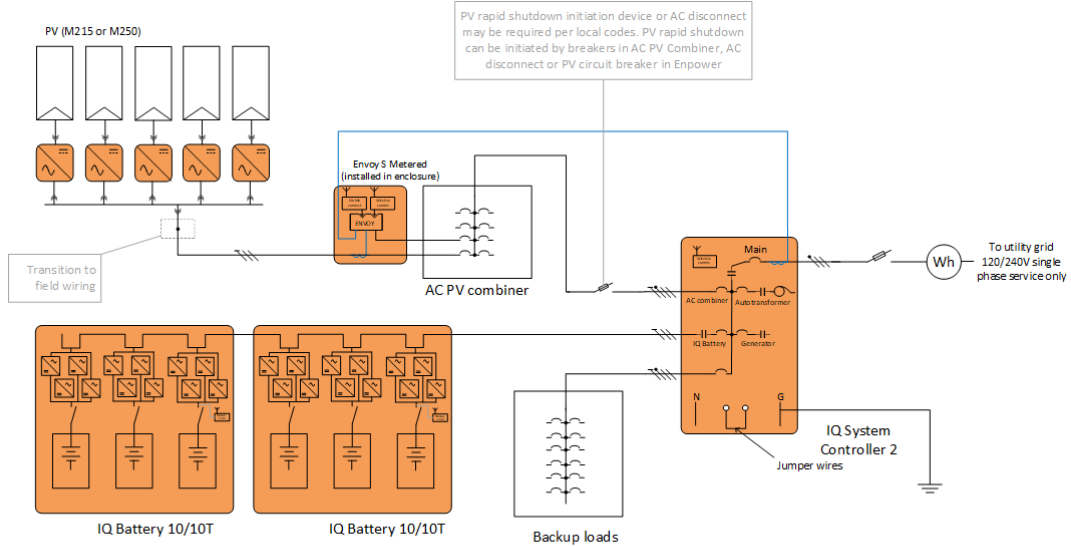 PV rapid shutdown initiation device or AC disconnect
may be required per local codes. PV rapid shutdown
can be initiated by breakers in AC PV Combiner, AC
disconnect or PV circuit breaker in Enpower
PV (M215 or M250)
Envoy S Metered
(installed in enclosure)
ENVOY
Transition to
field wiring
AC PV combiner
Main
Wh
To utility grid
120/240V single
phase service only
AC combiner
Autotransformer
IQ Battery
Generator
N
G
IQ System
Controller 2
Jumper wires
IQ Battery 10/10T
IQ Battery 10/10T
Backup loads